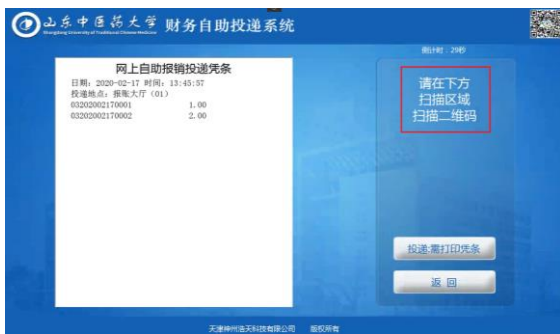 山东中医药大学 财务自助投递系统
Shangdong University of Traditional Chinese Medicine
倒计时：29秒
网上自助报销投递凭条
日期：2020-02-17 时间：13:45:57
投递地点：报账大厅（01）
03202002170001 1.00
03202002170002 2.00
请在下方
扫描区域
扫描二维码
投递:需打印凭条
返 回
天津神州浩天科技有限公司 版权所有